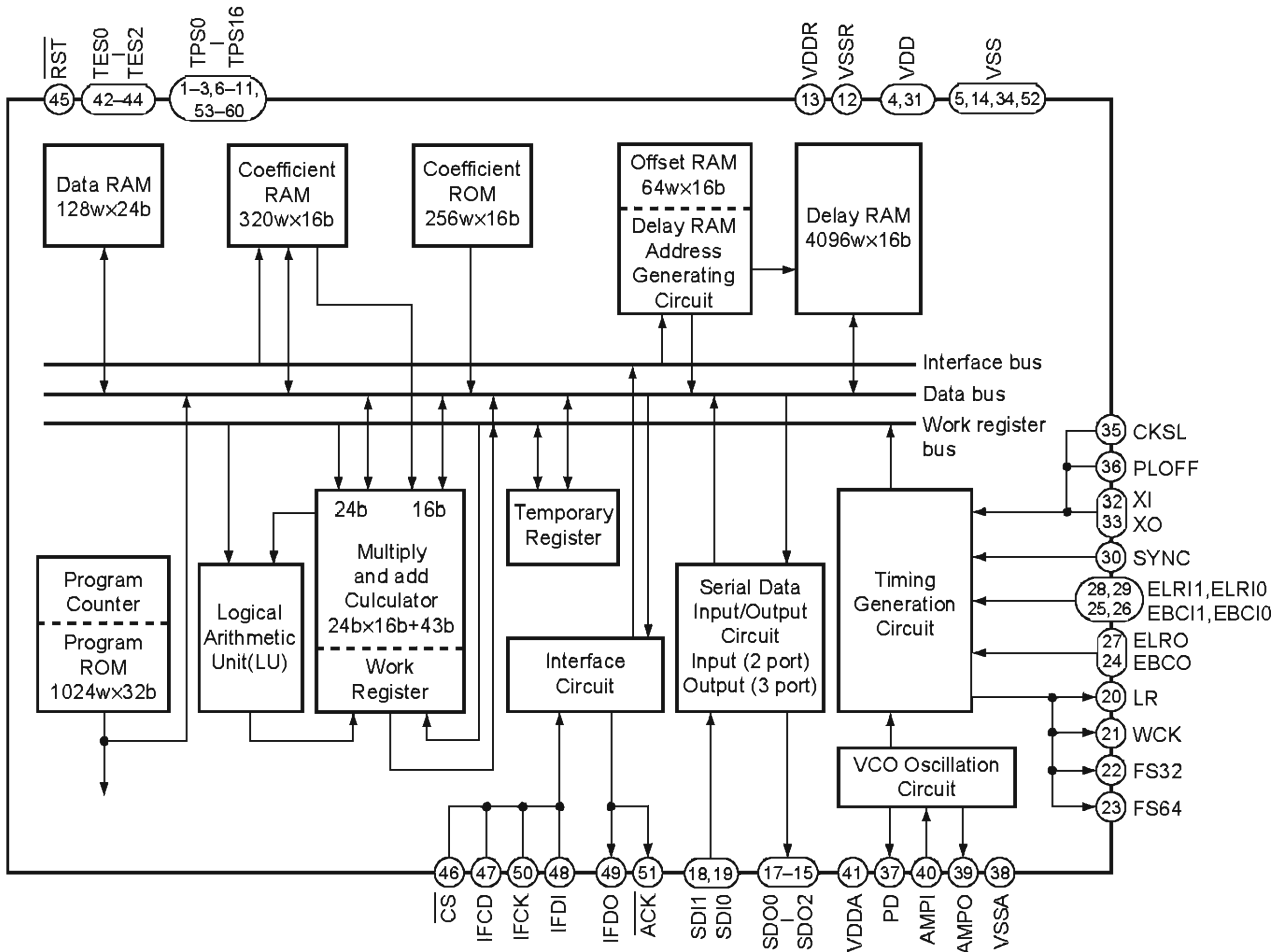 RST
TES0
|
TES2
TPS0
|
TPS16
VDDR
VSSR
VDD
VSS
45
42–44
1–3,6–11,
53–60
13
12
4,31
5,14,34,52
Data RAM
128w×24b
Coefficient
RAM
320w×16b
Coefficient
ROM
256w×16b
Offset RAM
64w×16b
Delay RAM
Address
Generating
Circuit
Delay RAM
4096w×16b
Interface bus
Data bus
Work register
bus
35 CKSL
36 PLOFF
32 XI
33 XO
30 SYNC
28, 29 ELRI1,ELRI0
25, 26 EBCI1,EBCI0
27 ELRO
24 EBCO
20 LR
21 WCK
22 FS32
23 FS64
24b 16b
Multiply
and add
Culculator
24b×16b+43b
Work
Register
Temporary
Register
Program
Counter
Program
ROM
1024w×32b
Logical
Arithmetic
Unit(LU)
Interface
Circuit
Serial Data
Input/Output
Circuit
Input (2 port)
Output (3 port)
Timing
Generation
Circuit
VCO Oscillation
Circuit
46
47
50
48
49
51
18, 19
17–15
41
37
40
39
38
CS
IFCD
IFCK
IFDI
IFDO
ACK
SDI1
SDI0
SDO0
|
SDO2
VDDA
PD
AMPI
AMPO
VSSA